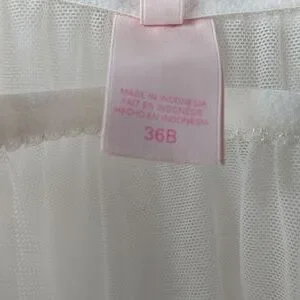 MADE IN INDONESIA
FAIT EN INDONESIE
HECHO EN INDONESIA
36B